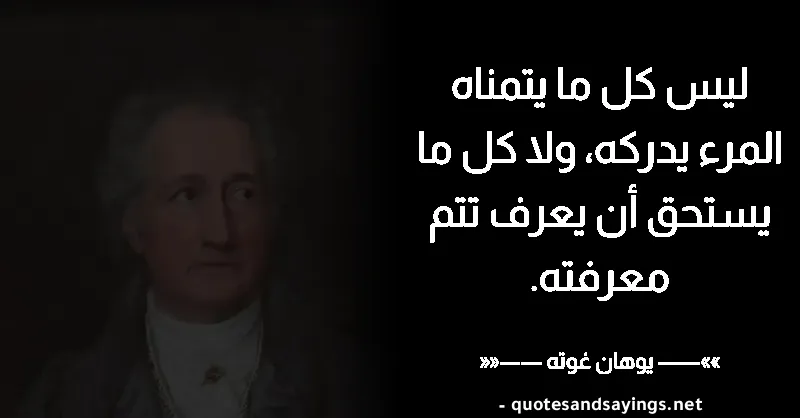 ليس كل ما يتمناه
المرء يدركه، ولا كل ما
يستحق أن يعرف تتم
معرفته.
»»—— يوهان غوته ——««
- quotesandsayings.net